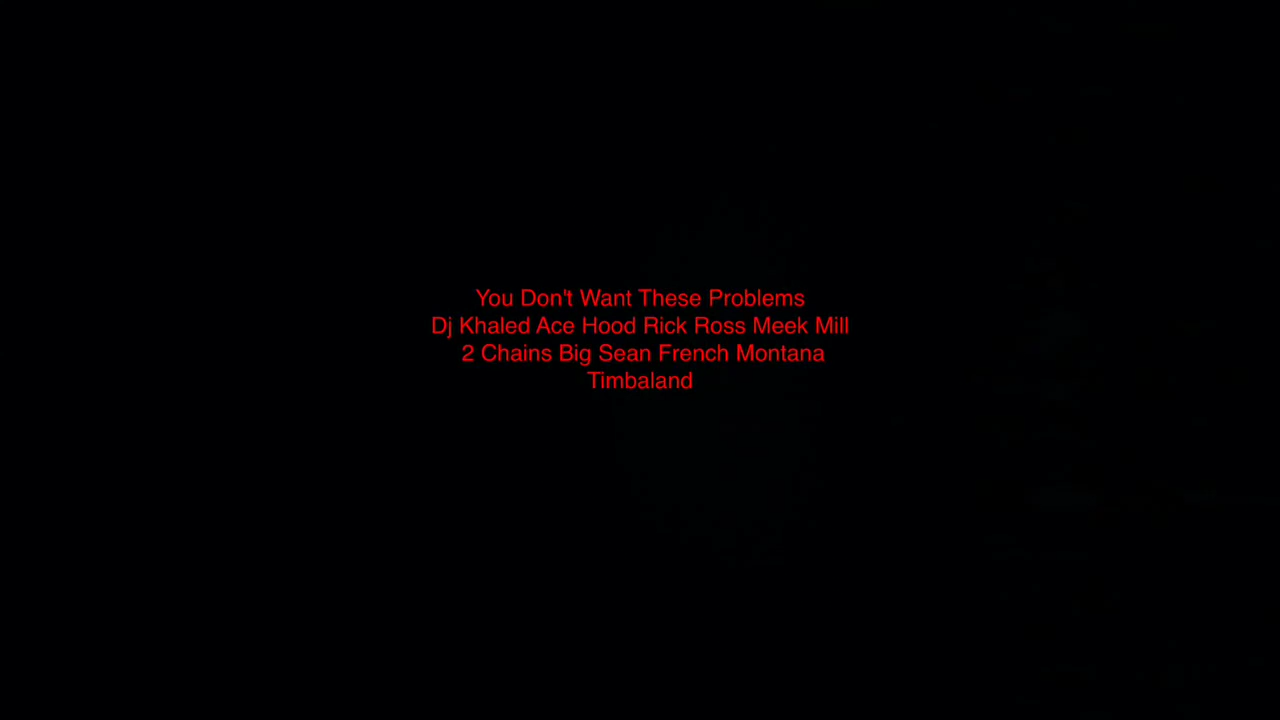 You Don't Want These Problems
Dj Khaled Ace Hood Rick Ross Meek Mill
2 Chains Big Sean French Montana
Timbaland